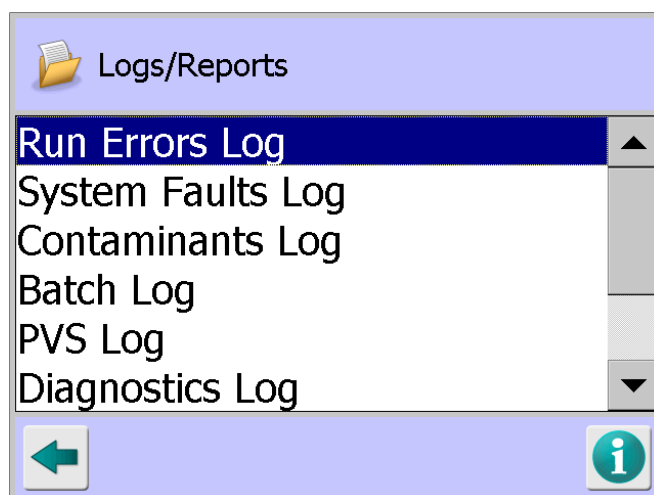 Logs/Reports
Run Errors Log
System Faults Log
Contaminants Log
Batch Log
PVS Log
Diagnostics Log
i